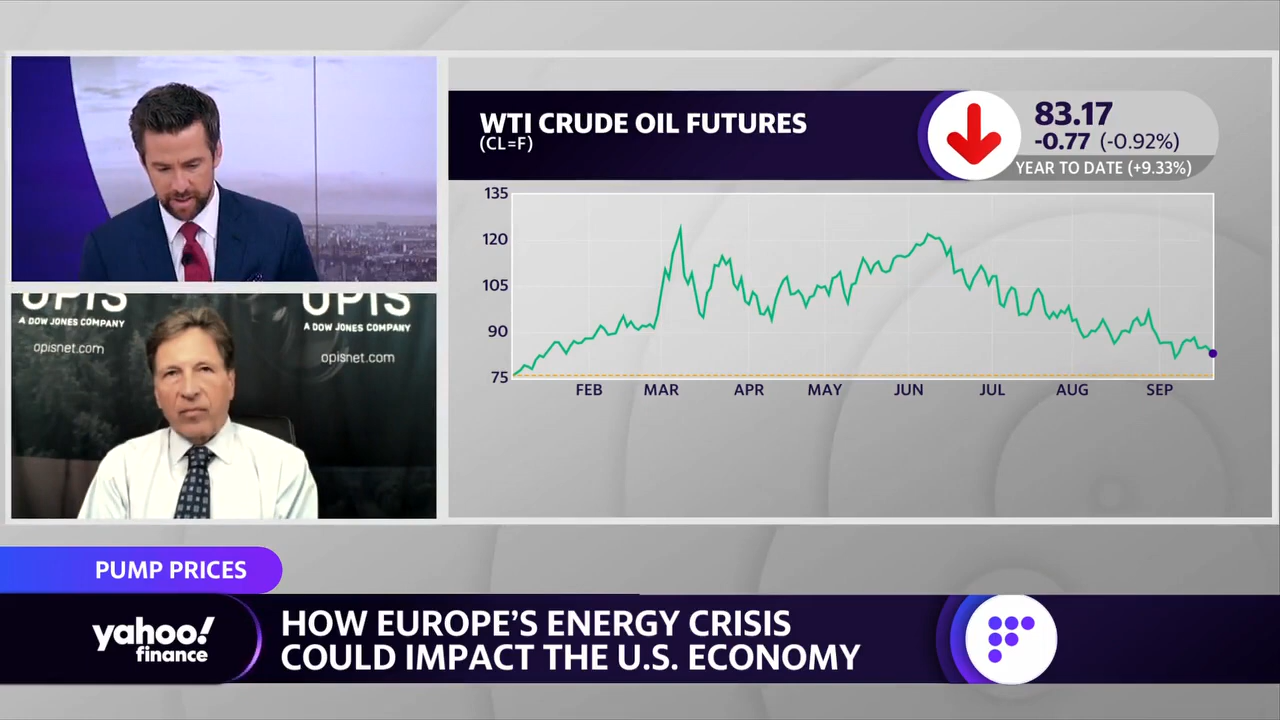 WTI CRUDE OIL FUTURES
(CL=F)
83.17
-0.77 (-0.92%)
YEAR TO DATE (+9.33%)
135
120
105
90
75
FEB MAR APR MAY JUN JUL AUG SEP
OPIS
A DOW JONES COMPANY
opisnet.com
OPIS
A DOW JONES COMPANY
opisnet.com
PUMP PRICES
yahoo!
finance
HOW EUROPE'S ENERGY CRISIS
COULD IMPACT THE U.S. ECONOMY